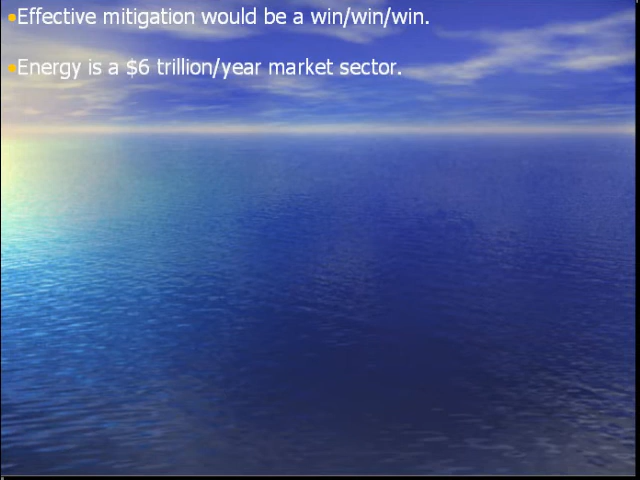 •Effective mitigation would be a win/win/win.
•Energy is a $6 trillion/year market sector.